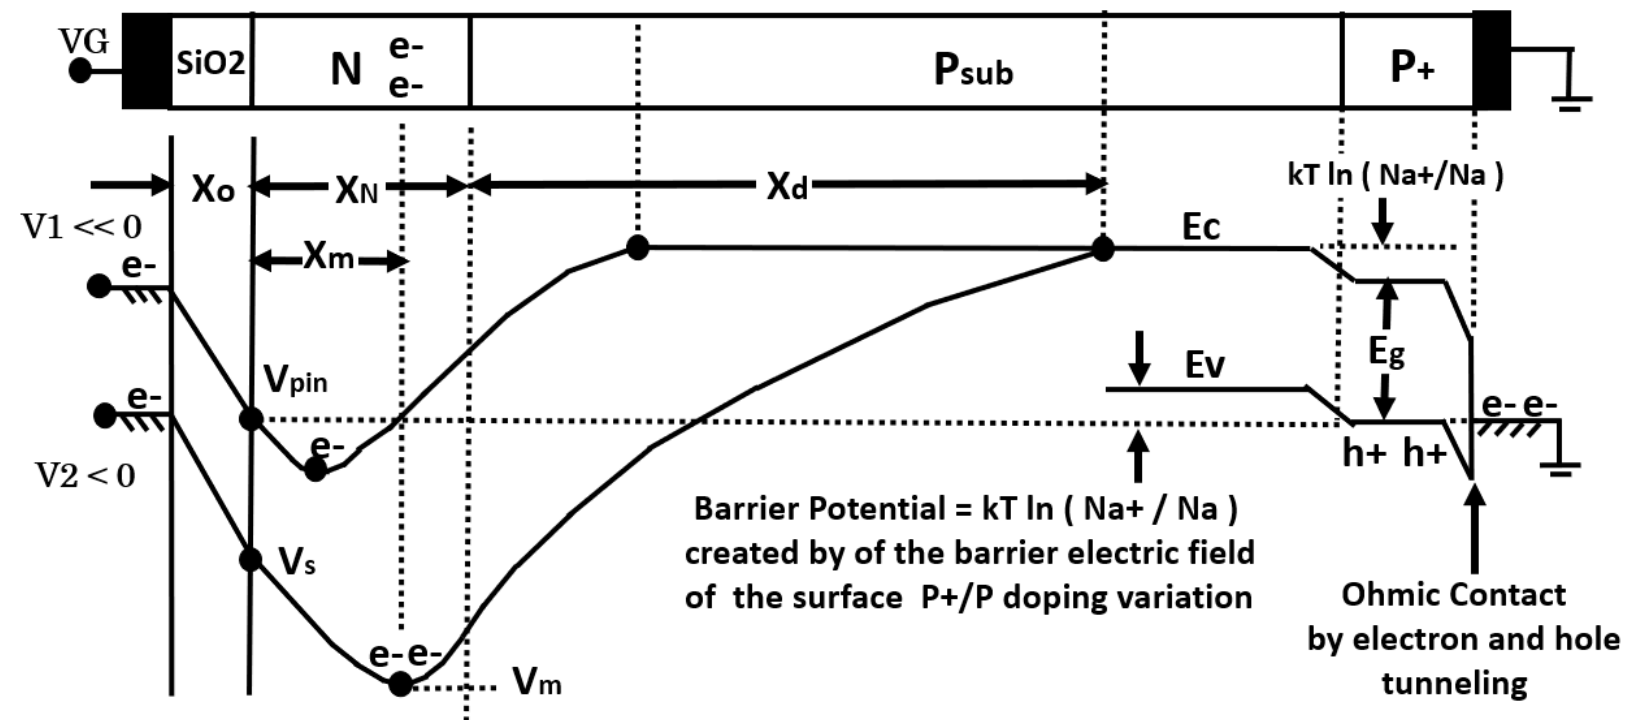 VG
SiO2
N
e-
e-
Psub
P+
Xo
XN
Xd
kT ln ( Na+/Na )
V1 << 0
Xm
Ec
e-
Vpin
Ev
Eg
e-
e-
e- e-
h+ h+
V2 < 0
Barrier Potential = kT ln ( Na+ / Na )
created by of the barrier electric field
of the surface P+/P doping variation
Vs
Ohmic Contact
by electron and hole
tunneling
e- e-
Vm